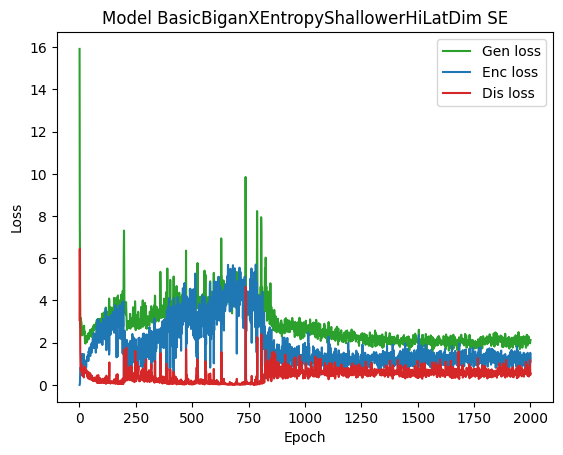 Model BasicBiganXEntropyShallowerHiLatDim SE
Gen loss
Enc loss
Dis loss
16
14
12
10
8
6
4
2
0
Loss
0 250 500 750 1000 1250 1500 1750 2000
Epoch